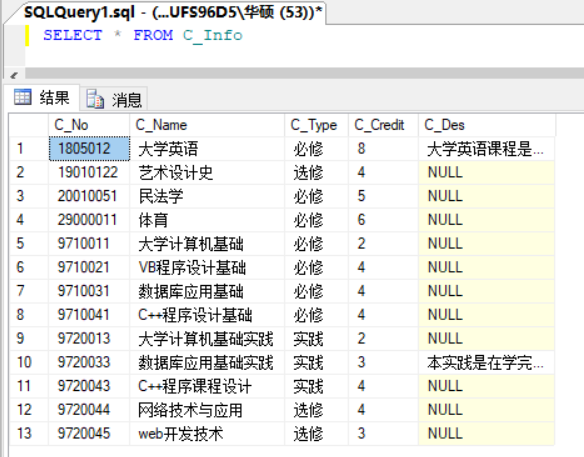 SQLQuery1.sql - (...UFS96D5\华硕 (53))*
SELECT * FROM C_Info
结果 消息
C_No C_Name C_Type C_Credit C_Des
1 1805012 大学英语 必修 8 大学英语课程是...
2 19010122 艺术设计史 选修 4 NULL
3 20010051 民法学 必修 5 NULL
4 29000011 体育 必修 6 NULL
5 9710011 大学计算机基础 必修 2 NULL
6 9710021 VB程序设计基础 必修 4 NULL
7 9710031 数据库应用基础 必修 4 NULL
8 9710041 C++程序设计基础 必修 4 NULL
9 9720013 大学计算机基础实践 实践 2 NULL
10 9720033 数据库应用基础实践 实践 3 本实践是在学完...
11 9720043 C++程序课程设计 实践 4 NULL
12 9720044 网络技术与应用 选修 4 NULL
13 9720045 web开发技术 选修 3 NULL